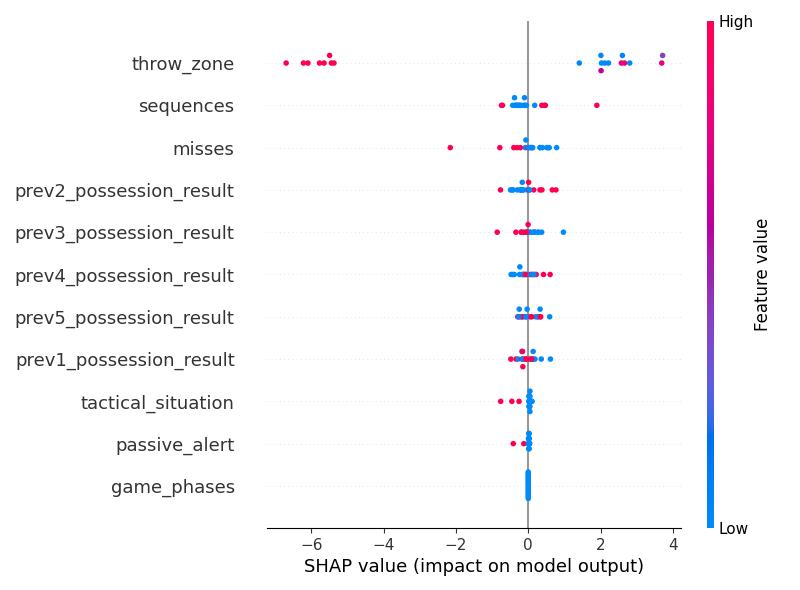 High
throw_zone
sequences
misses
prev2_possession_result
prev3_possession_result
prev4_possession_result
prev5_possession_result
prev1_possession_result
tactical_situation
passive_alert
game_phases
Feature value
Low
−6 −4 −2 0 2 4
SHAP value (impact on model output)